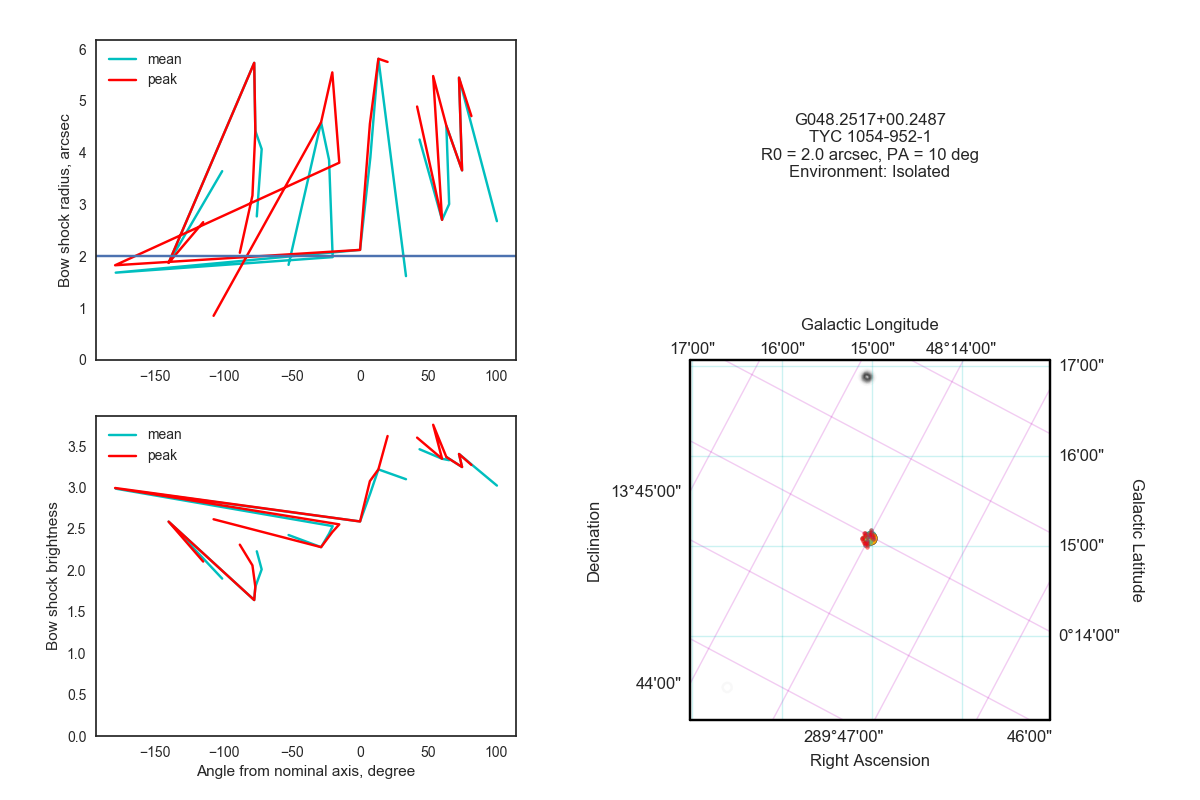 mean
peak
Bow shock radius, arcsec
6
5
4
3
2
1
0
−150
−100
−50
0
50
100
mean
peak
Bow shock brightness
3.5
3.0
2.5
2.0
1.5
1.0
0.5
0.0
−150
−100
−50
0
50
100
Angle from nominal axis, degree
G048.2517+00.2487
TYC 1054-952-1
R0 = 2.0 arcsec, PA = 10 deg
Environment: Isolated
Galactic Longitude
17'00"
16'00"
15'00"
48°14'00"
17'00"
16'00"
15'00"
0°14'00"
Galactic Latitude
13°45'00"
44'00"
Declination
289°47'00"
46'00"
Right Ascension